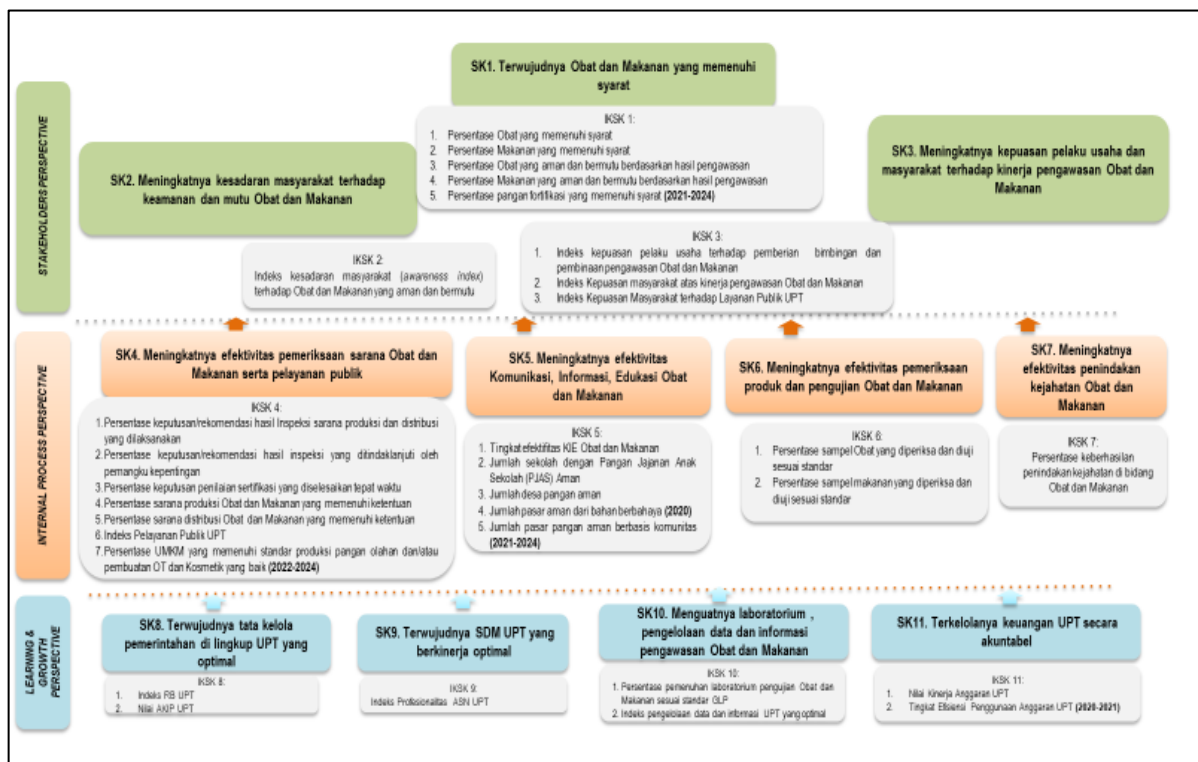 STAKEHOLDERS PERSPECTIVE
SK1. Terwujudnya Obat dan Makanan yang memenuhi
syarat
IKSK 1:
1. Persentase Obat yang memenuhi syarat
2. Persentase Makanan yang memenuhi syarat
3. Persentase Obat yang aman dan bermutu berdasarkan hasil pengawasan
4. Persentase Makanan yang aman dan bermutu berdasarkan hasil pengawasan
5. Persentase pangan fortifikasi yang memenuhi syarat (2021-2024)
SK2. Meningkatnya kesadaran masyarakat terhadap
keamanan dan mutu Obat dan Makanan
IKSK 2:
Indeks kesadaran masyarakat (awareness index)
terhadap Obat dan Makanan yang aman dan bermutu
SK3. Meningkatnya kepuasan pelaku usaha dan
masyarakat terhadap kinerja pengawasan Obat dan
Makanan
IKSK 3:
1. Indeks kepuasan pelaku usaha terhadap pemberian bimbingan dan
pembinaan pengawasan Obat dan Makanan
2. Indeks Kepuasan masyarakat atas kinerja pengawasan Obat dan Makanan
3. Indeks Kepuasan Masyarakat terhadap Layanan Publik UPT
INTERNAL PROCESS PERSPECTIVE
SK4. Meningkatnya efektivitas pemeriksaan sarana Obat dan
Makanan serta pelayanan publik
IKSK 4:
1. Persentase keputusan/rekomendasi hasil Inspeksi sarana produksi dan distribusi
yang dilaksanakan
2. Persentase keputusan/rekomendasi hasil inspeksi yang ditindaklanjuti oleh
pemangku kepentingan
3. Persentase keputusan penilaian sertifikasi yang diselesaikan tepat waktu
4. Persentase sarana produksi Obat dan Makanan yang memenuhi ketentuan
5. Persentase sarana distribusi Obat dan Makanan yang memenuhi ketentuan
6. Indeks Pelayanan Publik UPT
7. Persentase UMKM yang memenuhi standar produksi pangan olahan dan/atau
pembuatan OT dan Kosmetik yang baik (2022-2024)
SK5. Meningkatnya efektivitas
Komunikasi, Informasi, Edukasi Obat
dan Makanan
IKSK 5:
1. Tingkat efektifitas KIE Obat dan Makanan
2. Jumlah sekolah dengan Pangan Jajanan Anak
Sekolah (PJAS) Aman
3. Jumlah desa pangan aman
4. Jumlah pasar aman dari bahan berbahaya (2020)
5. Jumlah pasar pangan aman berbasis komunitas
(2021-2024)
SK6. Meningkatnya efektivitas pemeriksaan
produk dan pengujian Obat dan Makanan
IKSK 6:
1. Persentase sampel Obat yang diperiksa dan diuji
sesuai standar
2. Persentase sampel makanan yang diperiksa dan
diuji sesuai standar
SK7. Meningkatnya
efektivitas penindakan
kejahatan Obat dan
Makanan
IKSK 7:
Persentase keberhasilan
penindakan kejahatan di bidang
Obat dan Makanan
LEARNING &
GROWTH
PERSPECTIVE
SK8. Terwujudnya tata kelola
pemerintahan di lingkup UPT yang
optimal
IKSK 8:
1. Indeks RB UPT
2. Nilai AKIP UPT
SK9. Terwujudnya SDM UPT yang
berkinerja optimal
IKSK 9:
Indeks Profesionalitas ASN UPT
SK10. Menguatnya laboratorium ,
pengelolaan data dan informasi
pengawasan Obat dan Makanan
IKSK 10:
1. Persentase pemenuhan laboratorium pengujian Obat dan
Makanan sesuai standar GLP
2. Indeks pengelolaan data dan informasi UPT yang optimal
SK11. Terkelolanya keuangan UPT secara
akuntabel
IKSK 11:
1. Nilai Kinerja Anggaran UPT
2. Tingkat Efisiensi Penggunaan Anggaran UPT (2020-2021)